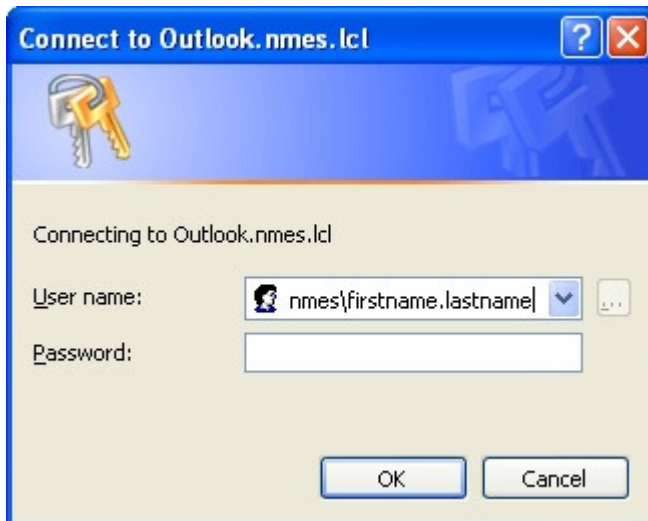 Connect to Outlook.nmes.lcl
Connecting to Outlook.nmes.lcl
User name: nmes\firstname.lastname ...
Password:
OK Cancel